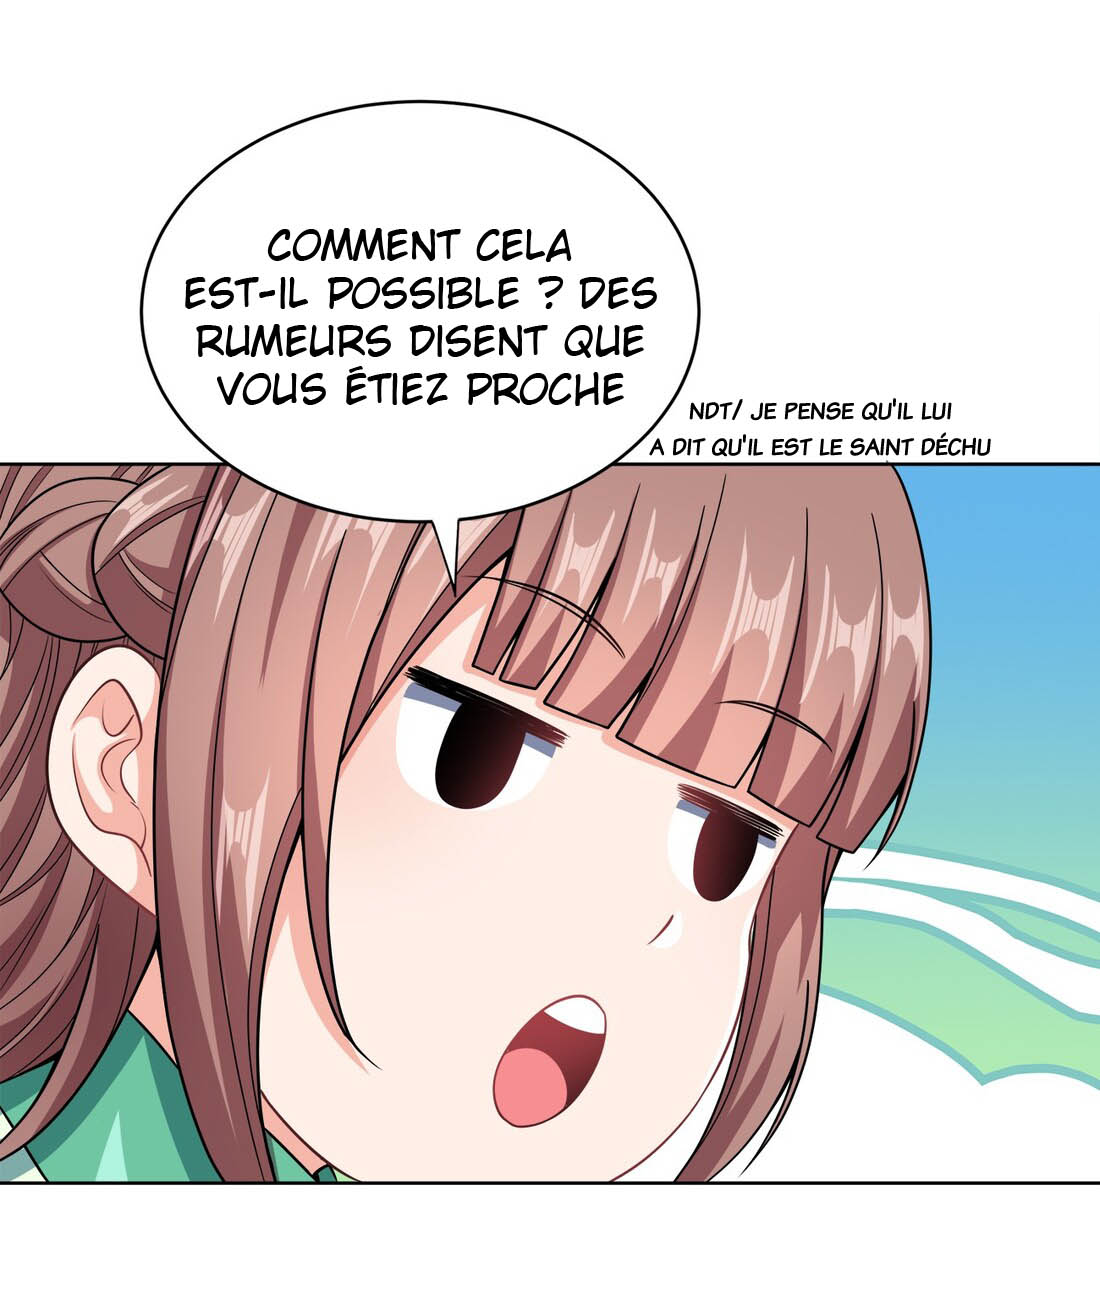 COMMENT CELA
EST-IL POSSIBLE ? DES
RUMEURS DISENT QUE
VOUS ÉTIEZ PROCHE
NDT/ JE PENSE QU'IL LUI
A DIT QU'IL EST LE SAINT DÉCHU